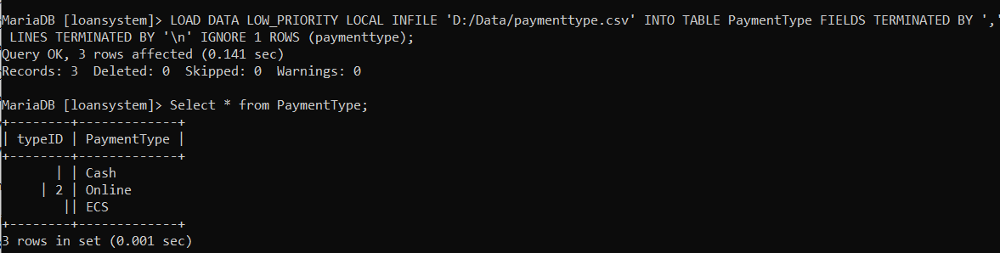 MariaDB [loansystem]> LOAD DATA LOW_PRIORITY LOCAL INFILE 'D:/Data/paymenttype.csv' INTO TABLE PaymentType FIELDS TERMINATED BY ','
 LINES TERMINATED BY '\n' IGNORE 1 ROWS (paymenttype);
Query OK, 3 rows affected (0.141 sec)
Records: 3  Deleted: 0  Skipped: 0  Warnings: 0

MariaDB [loansystem]> Select * from PaymentType;
+--------+-------------+
| typeID | PaymentType |
+--------+-------------+
       | | Cash
     | 2 | Online
        || ECS
+--------+-------------+
3 rows in set (0.001 sec)